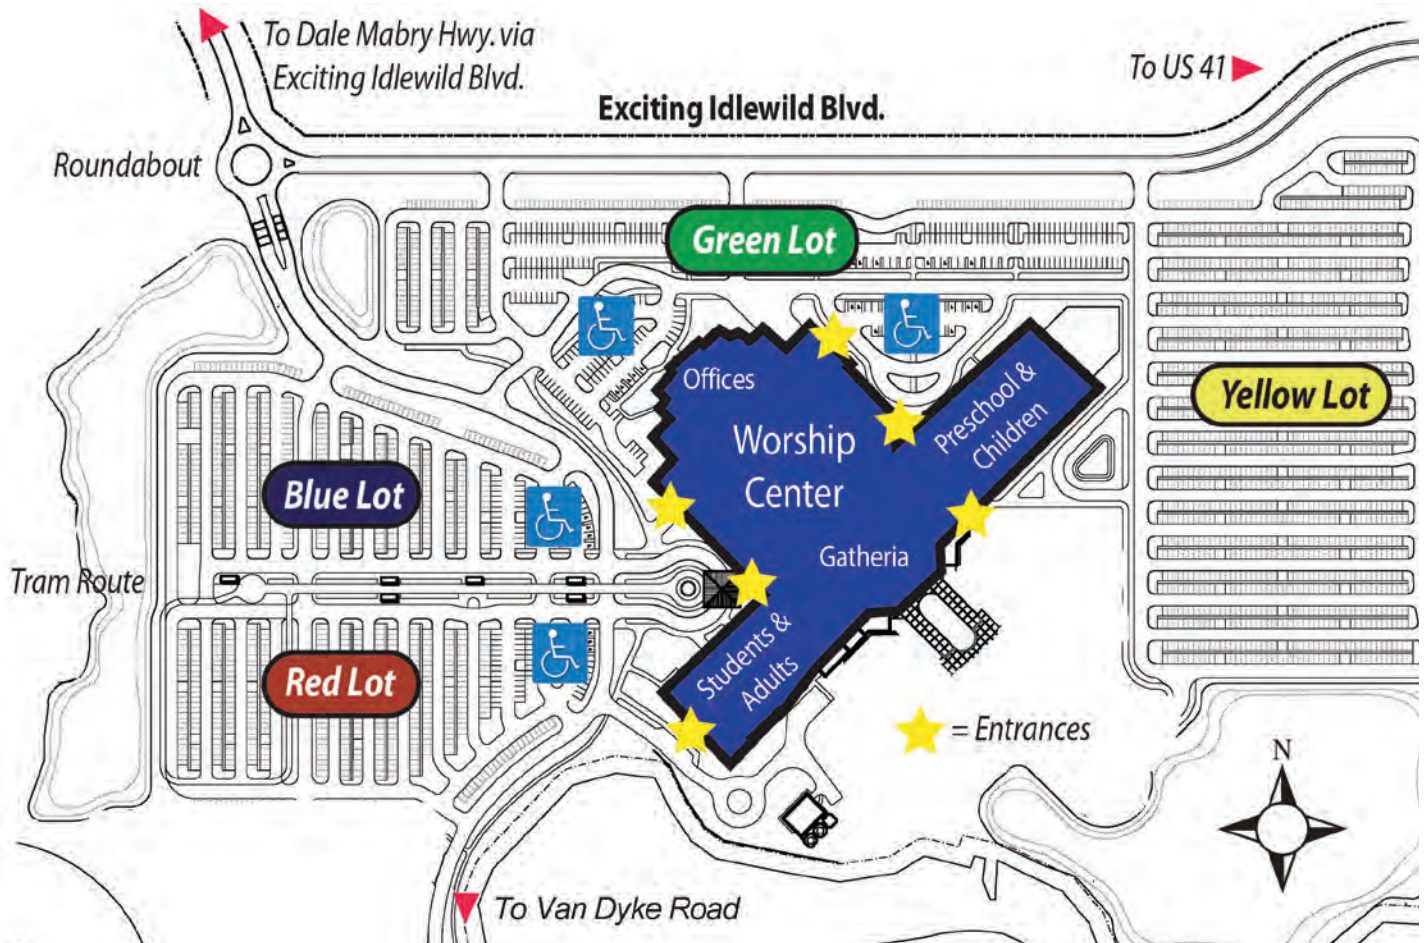 To Dale Mabry Hwy. via
Exciting Idlewild Blvd.
To US 41
Exciting Idlewild Blvd.
Roundabout
Green Lot
Offices
Preschool &
Children
Yellow Lot
Worship
Center
Blue Lot
Gatheria
Tram Route
Students &
Adults
Red Lot
= Entrances
N
To Van Dyke Road